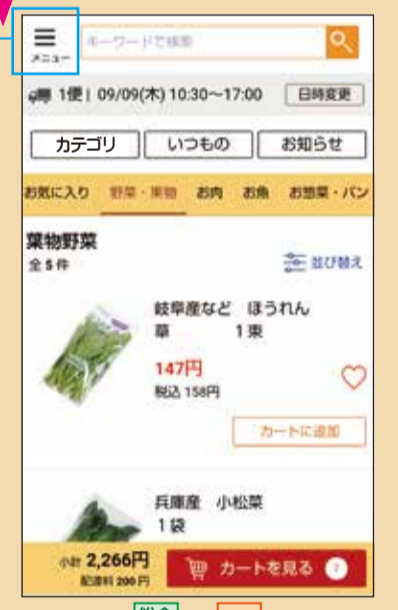 メニュー
キーワードで検索
1便 | 09/09(木) 10:30～17:00 日時変更
カテゴリ いつもの お知らせ
お気に入り 野菜・果物 お肉 お魚 お惣菜・パン
葉物野菜
全5件
並び替え
岐阜産など ほうれん
草 1束
147円
税込 158円
カートに追加
兵庫産 小松菜
1袋
小計 2,266円
配達料 200円
カートを見る